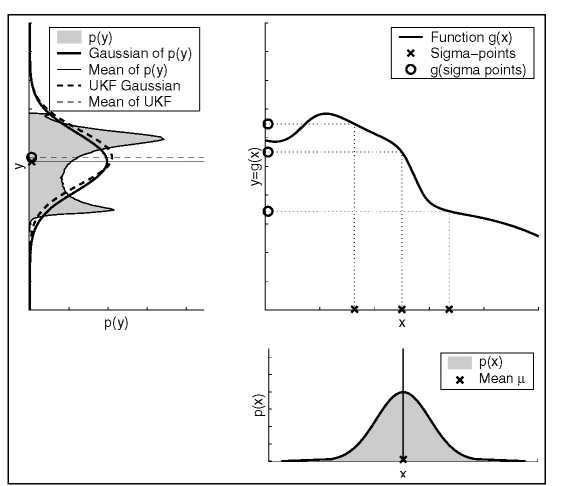 p(y)
Gaussian of p(y)
Mean of p(y)
UKF Gaussian
Mean of UKF
y
p(y)
Function g(x)
Sigma−points
g(sigma points)
y=g(x)
x
p(x)
Mean μ
p(x)
x